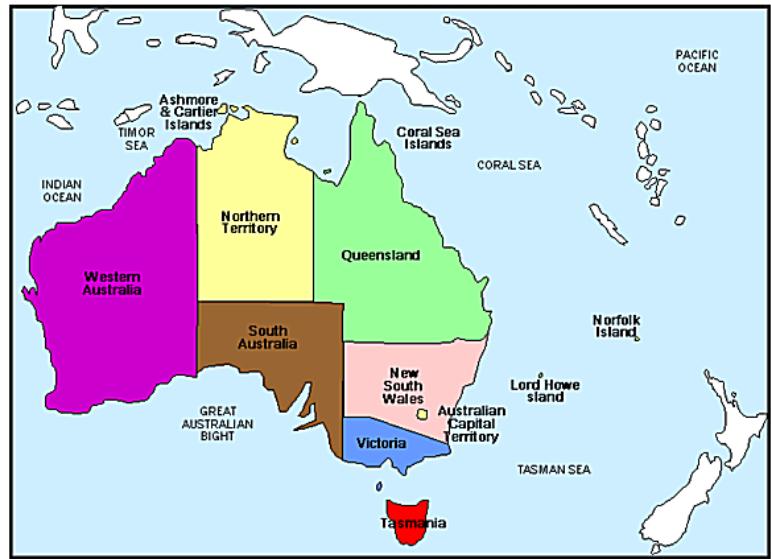 PACIFIC
OCEAN
Ashmore
& Cartier
Islands
TIMOR
SEA
Coral Sea
Islands
CORAL SEA
INDIAN
OCEAN
Northern
Territory
Queensland
Western
Australia
South
Australia
Norfolk
Island
New
South
Wales
Lord Howe
Island
GREAT
AUSTRALIAN
BIGHT
Australian
Capital
Territory
Victoria
TASMAN SEA
Tasmania